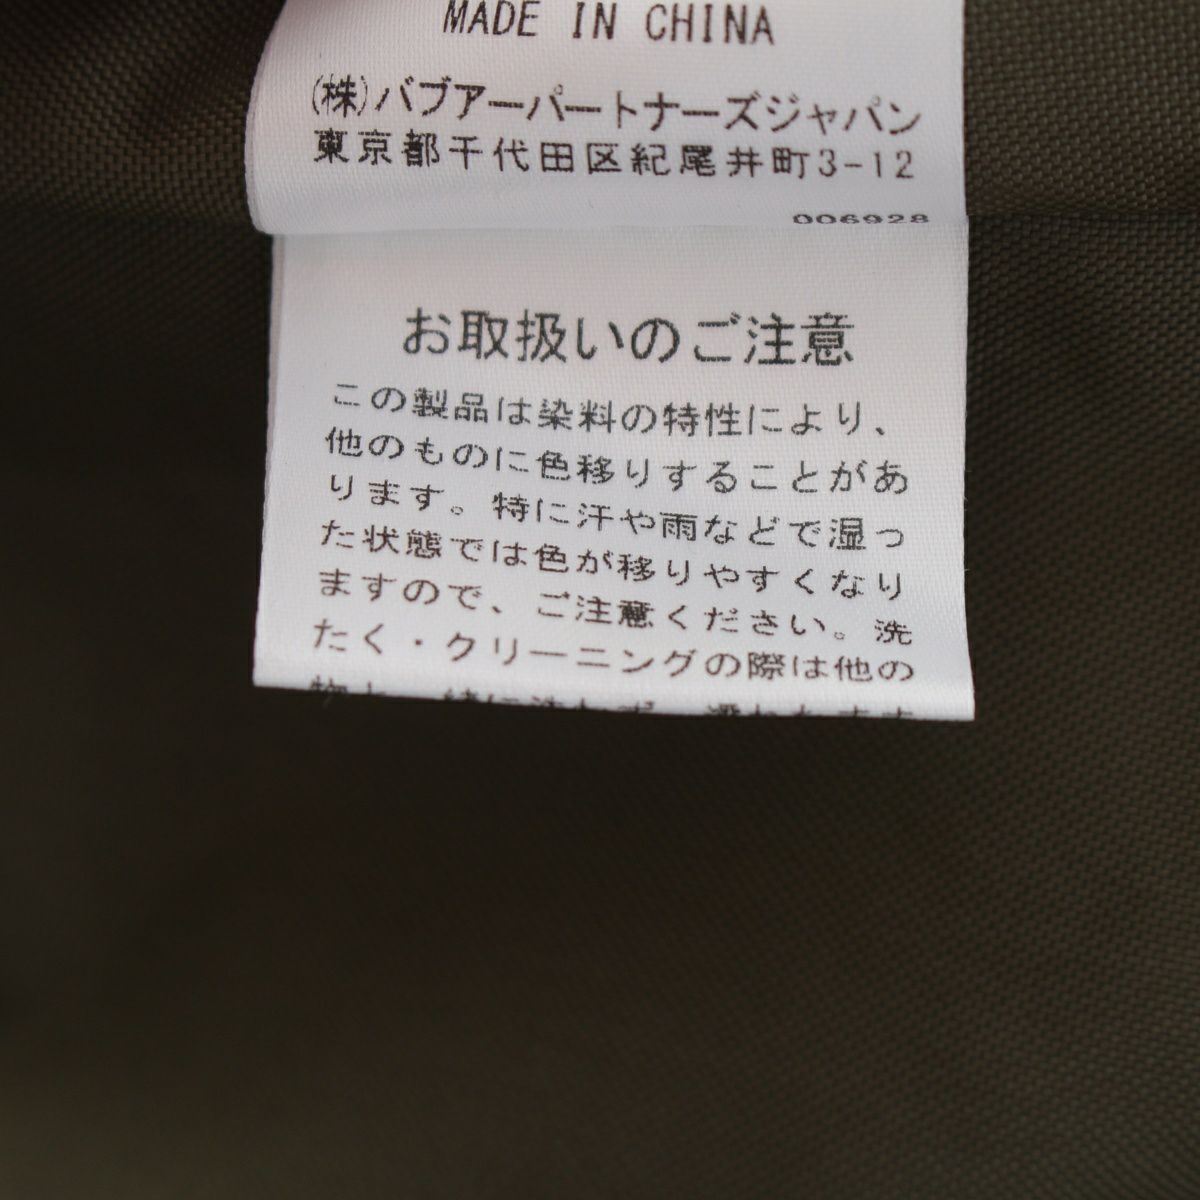 MADE IN CHINA
(株)バブアーパートナーズジャパン
東京都千代田区紀尾井町3-12
006928
お取扱いのご注意
この製品は染料の特性により、
他のものに色移りすることがあ
ります。特に汗や雨などで湿っ
た状態では色が移りやすくなり
ますので、ご注意ください。洗
たく・クリーニングの際は他の